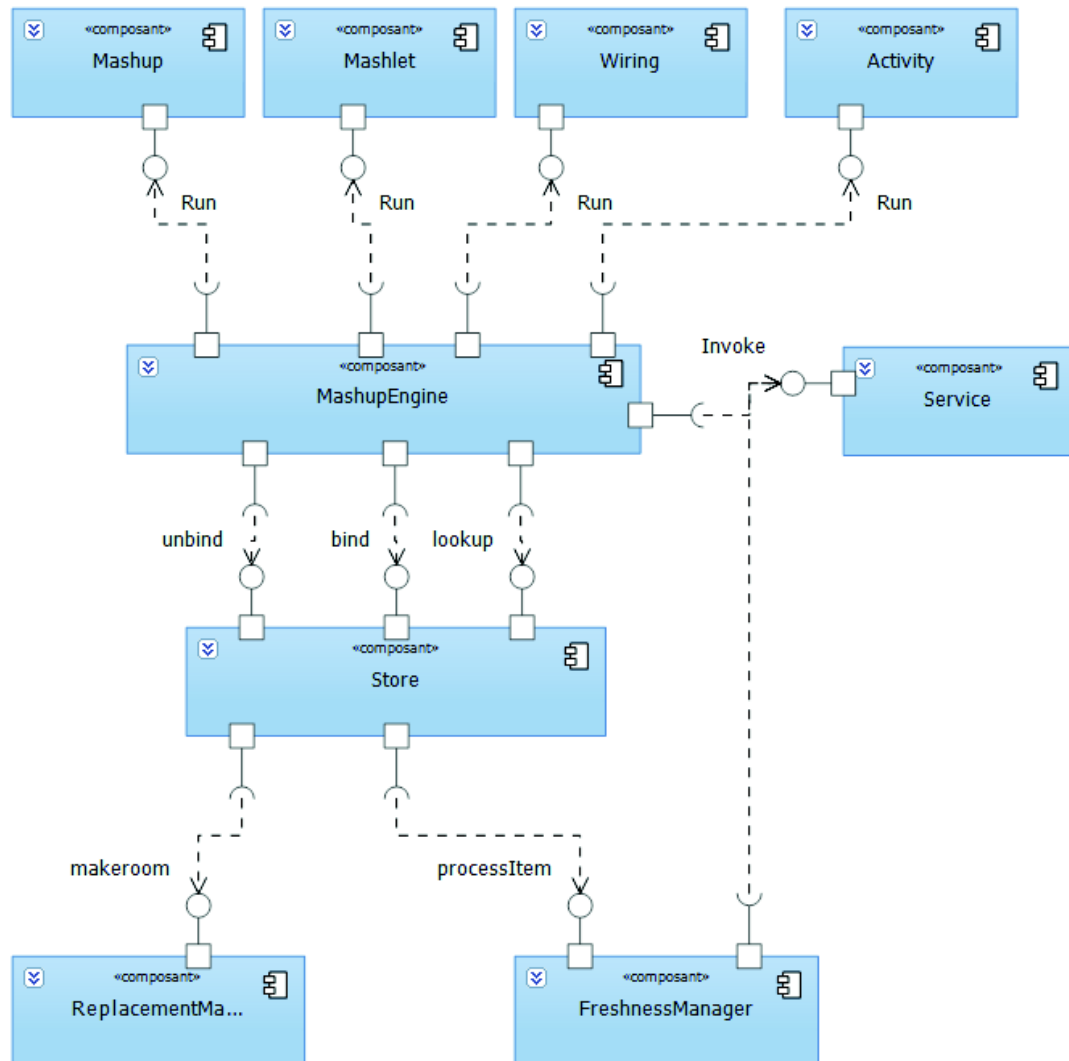 «composant»
Mashup
«composant»
Mashlet
«composant»
Wiring
«composant»
Activity
Run
Run
Run
Run
«composant»
MashupEngine
Invoke
«composant»
Service
unbind
bind
lookup
«composant»
Store
makeroom
processItem
«composant»
ReplacementMa...
«composant»
FreshnessManager